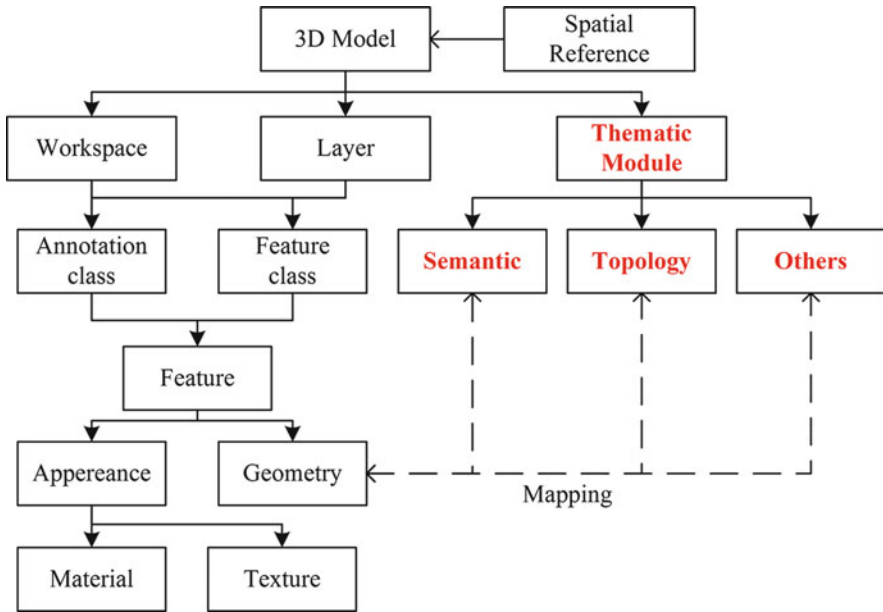 3D Model
Spatial
Reference
Workspace
Layer
Thematic
Module
Annotation
class
Feature
class
Semantic
Topology
Others
Feature
Appereance
Geometry
Mapping
Material
Texture